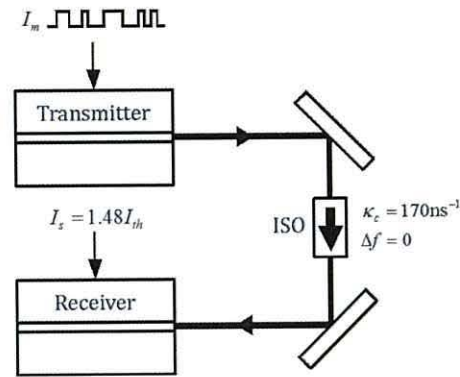 I_m
Transmitter
I_s = 1.48I_th
ISO
κ_c = 170ns⁻¹
Δf = 0
Receiver